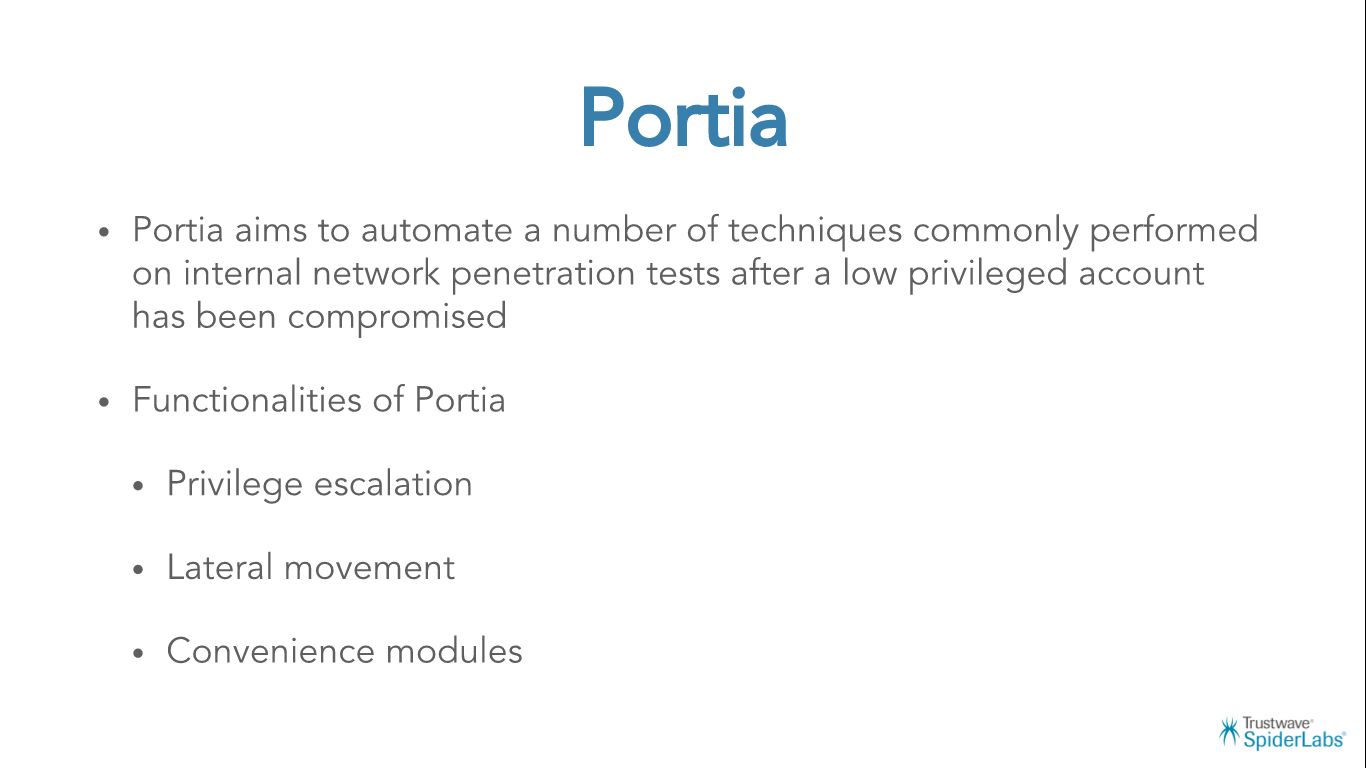 Portia
• Portia aims to automate a number of techniques commonly performed
on internal network penetration tests after a low privileged account
has been compromised
• Functionalities of Portia
• Privilege escalation
• Lateral movement
• Convenience modules
Trustwave®
SpiderLabs®